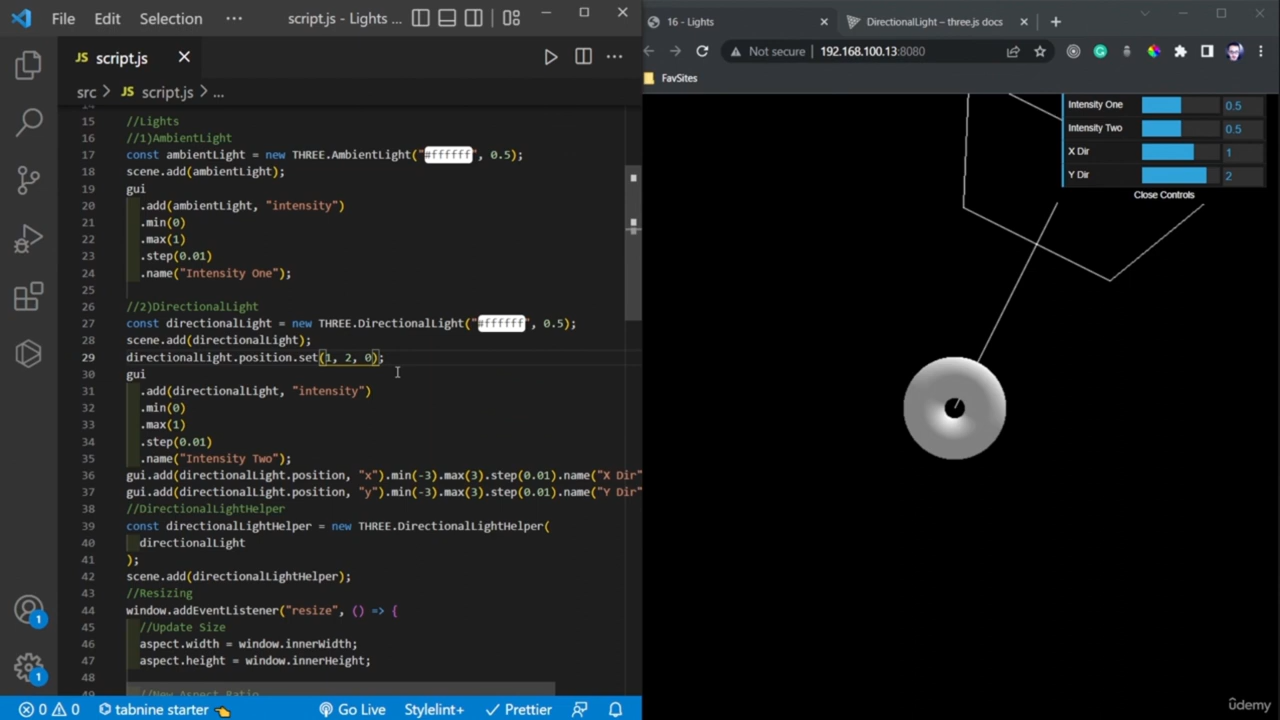 File Edit Selection ··· script.js - Lights ...
JS script.js
src > JS script.js > ...
14
15 //Lights
16 //1)AmbientLight
17 const ambientLight = new THREE.AmbientLight("#ffffff", 0.5);
18 scene.add(ambientLight);
19 gui
20 .add(ambientLight, "intensity")
21 .min(0)
22 .max(1)
23 .step(0.01)
24 .name("Intensity One");
25
26 //2)DirectionalLight
27 const directionalLight = new THREE.DirectionalLight("#ffffff", 0.5);
28 scene.add(directionalLight);
29 directionalLight.position.set(1, 2, 0);
30 gui
31 .add(directionalLight, "intensity")
32 .min(0)
33 .max(1)
34 .step(0.01)
35 .name("Intensity Two");
36 gui.add(directionalLight.position, "x").min(-3).max(3).step(0.01).name("X Dir"
37 gui.add(directionalLight.position, "y").min(-3).max(3).step(0.01).name("Y Dir"
38 //DirectionalLightHelper
39 const directionalLightHelper = new THREE.DirectionalLightHelper(
40 directionalLight
41 );
42 scene.add(directionalLightHelper);
43 //Resizing
44 window.addEventListener("resize", () => {
45 //Update Size
46 aspect.width = window.innerWidth;
47 aspect.height = window.innerHeight;
48
49 //New Aspect Ratio
1
1
0 0 tabnine starter Go Live Stylelint+ Prettier
16 - Lights DirectionalLight – three.js docs
Not secure 192.168.100.13:8080
FavSites
Intensity One 0.5
Intensity Two 0.5
X Dir 1
Y Dir 2
Close Controls
ûdemy